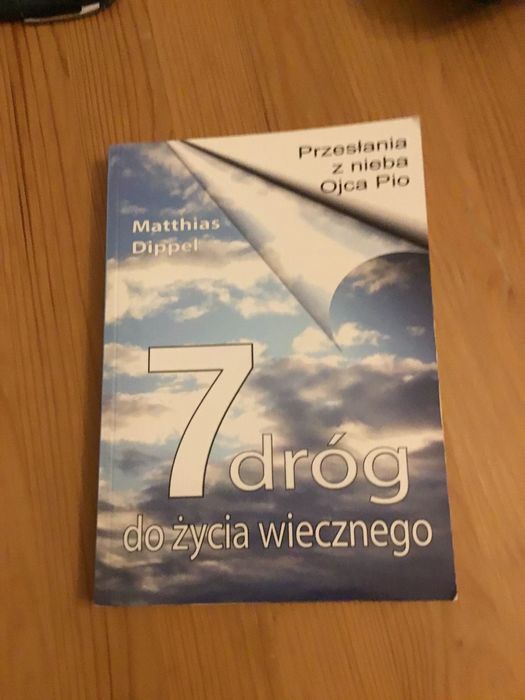 Przesłania
z nieba
Ojca Pio
Matthias
Dippel
7 dróg
do życia wiecznego